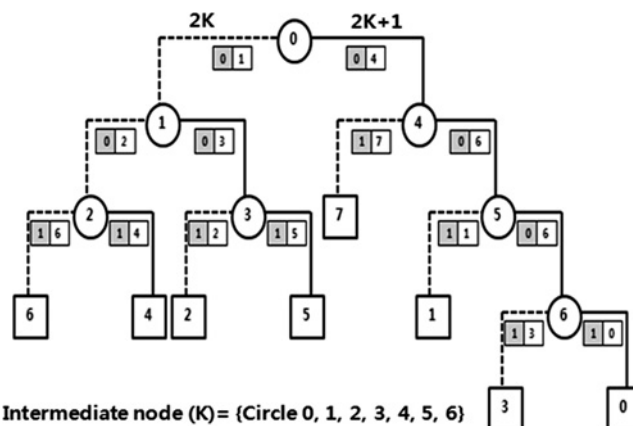 2K 0 2K+1
0 1 0 4
1 4
0 2 0 3 1 7 0 6
2 3 7 5
1 6 1 4 1 2 1 5 1 1 0 6
6 4 2 5 1 6
1 3 1 0
3 0
Intermediate node (K)= {Circle 0, 1, 2, 3, 4, 5, 6}